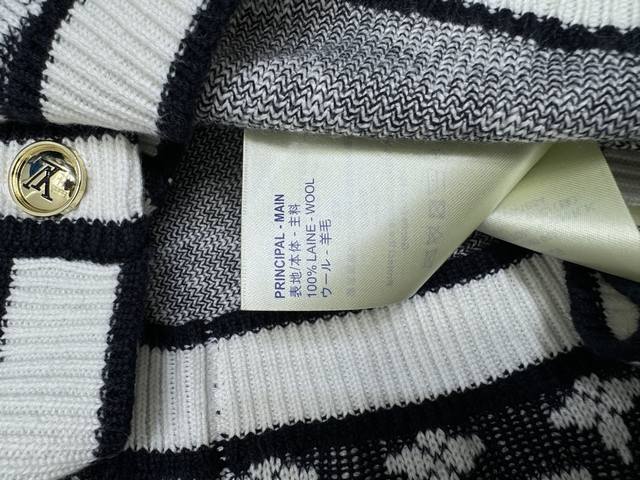 PRINCIPAL - MAIN
表地/本体 - 主料
100% LAINE - WOOL
ウール - 羊毛